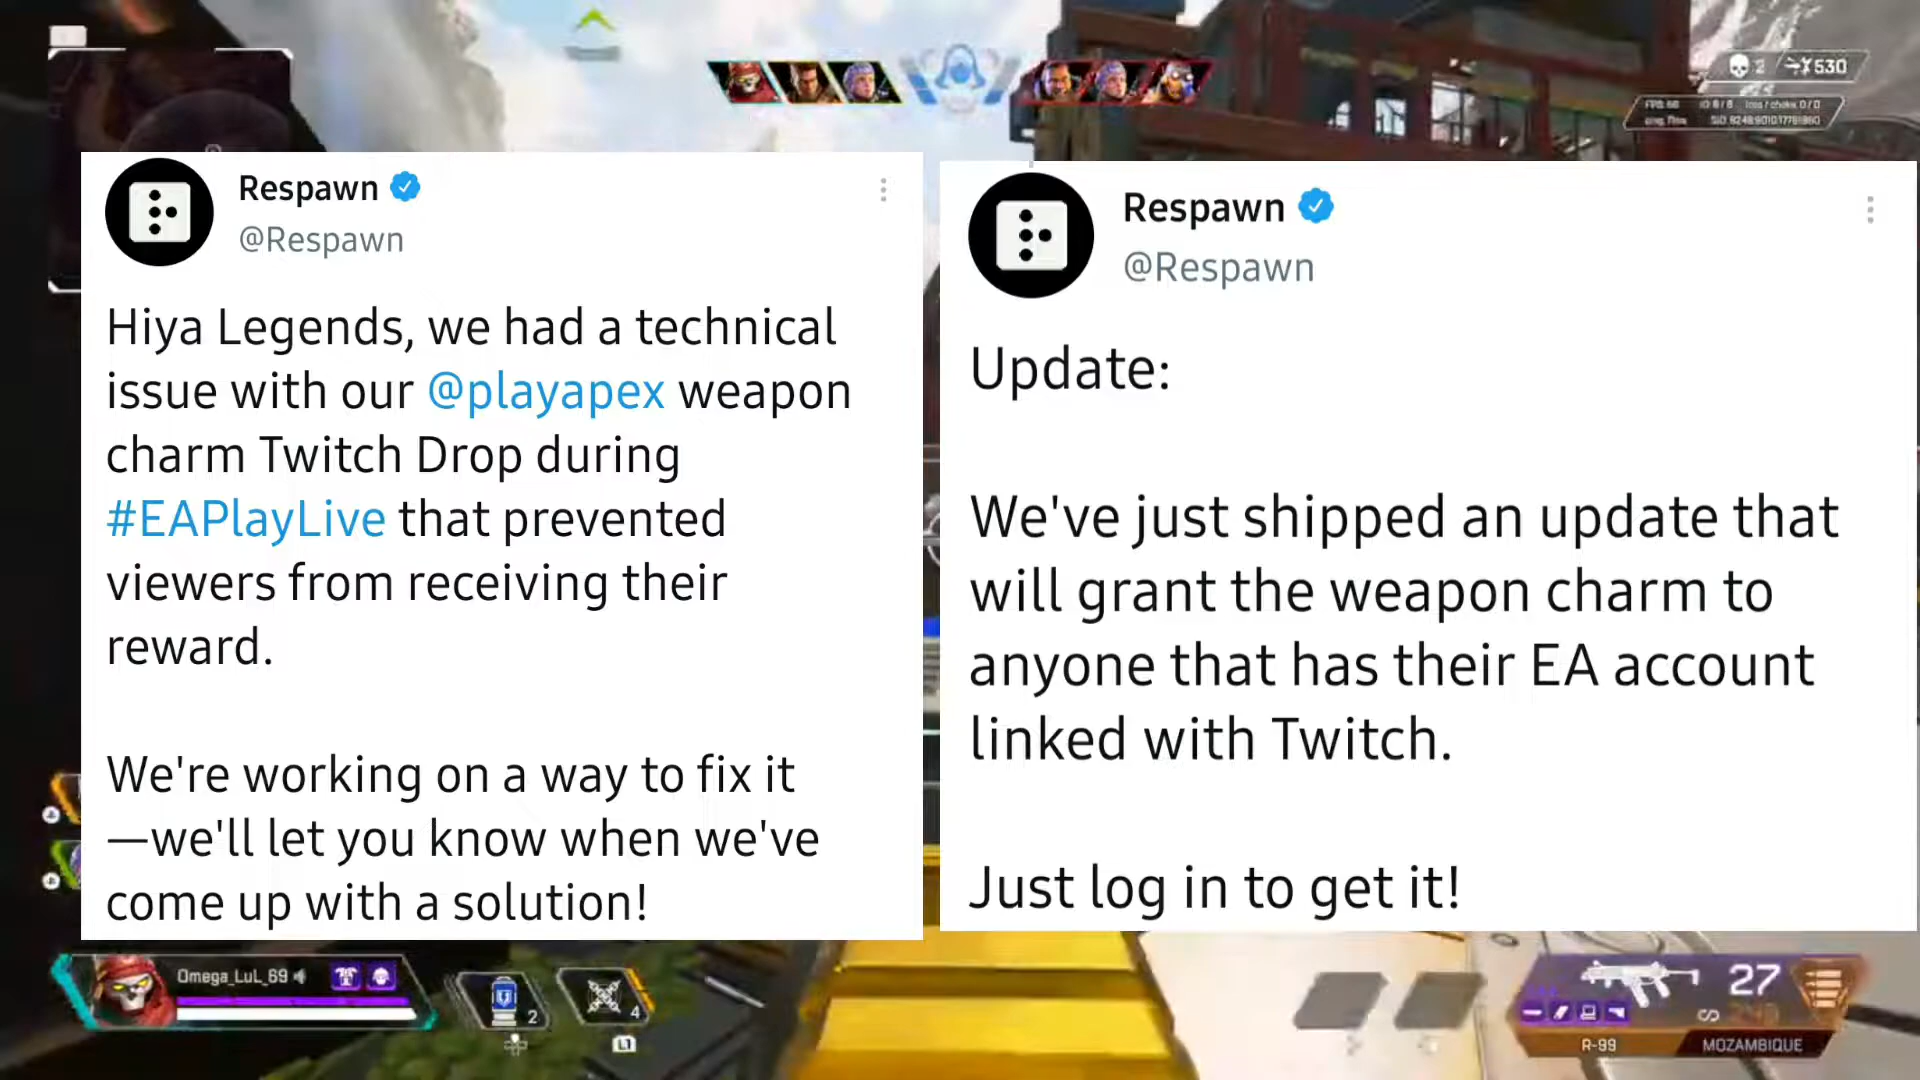 2 530
Respawn
@Respawn
Hiya Legends, we had a technical
issue with our @playapex weapon
charm Twitch Drop during
#EAPlayLive that prevented
viewers from receiving their
reward.
We're working on a way to fix it
—we'll let you know when we've
come up with a solution!
Respawn
@Respawn
Update:
We've just shipped an update that
will grant the weapon charm to
anyone that has their EA account
linked with Twitch.
Just log in to get it!
Omega_LuL_69
2
4
L1
27
R-99
MOZAMBIQUE